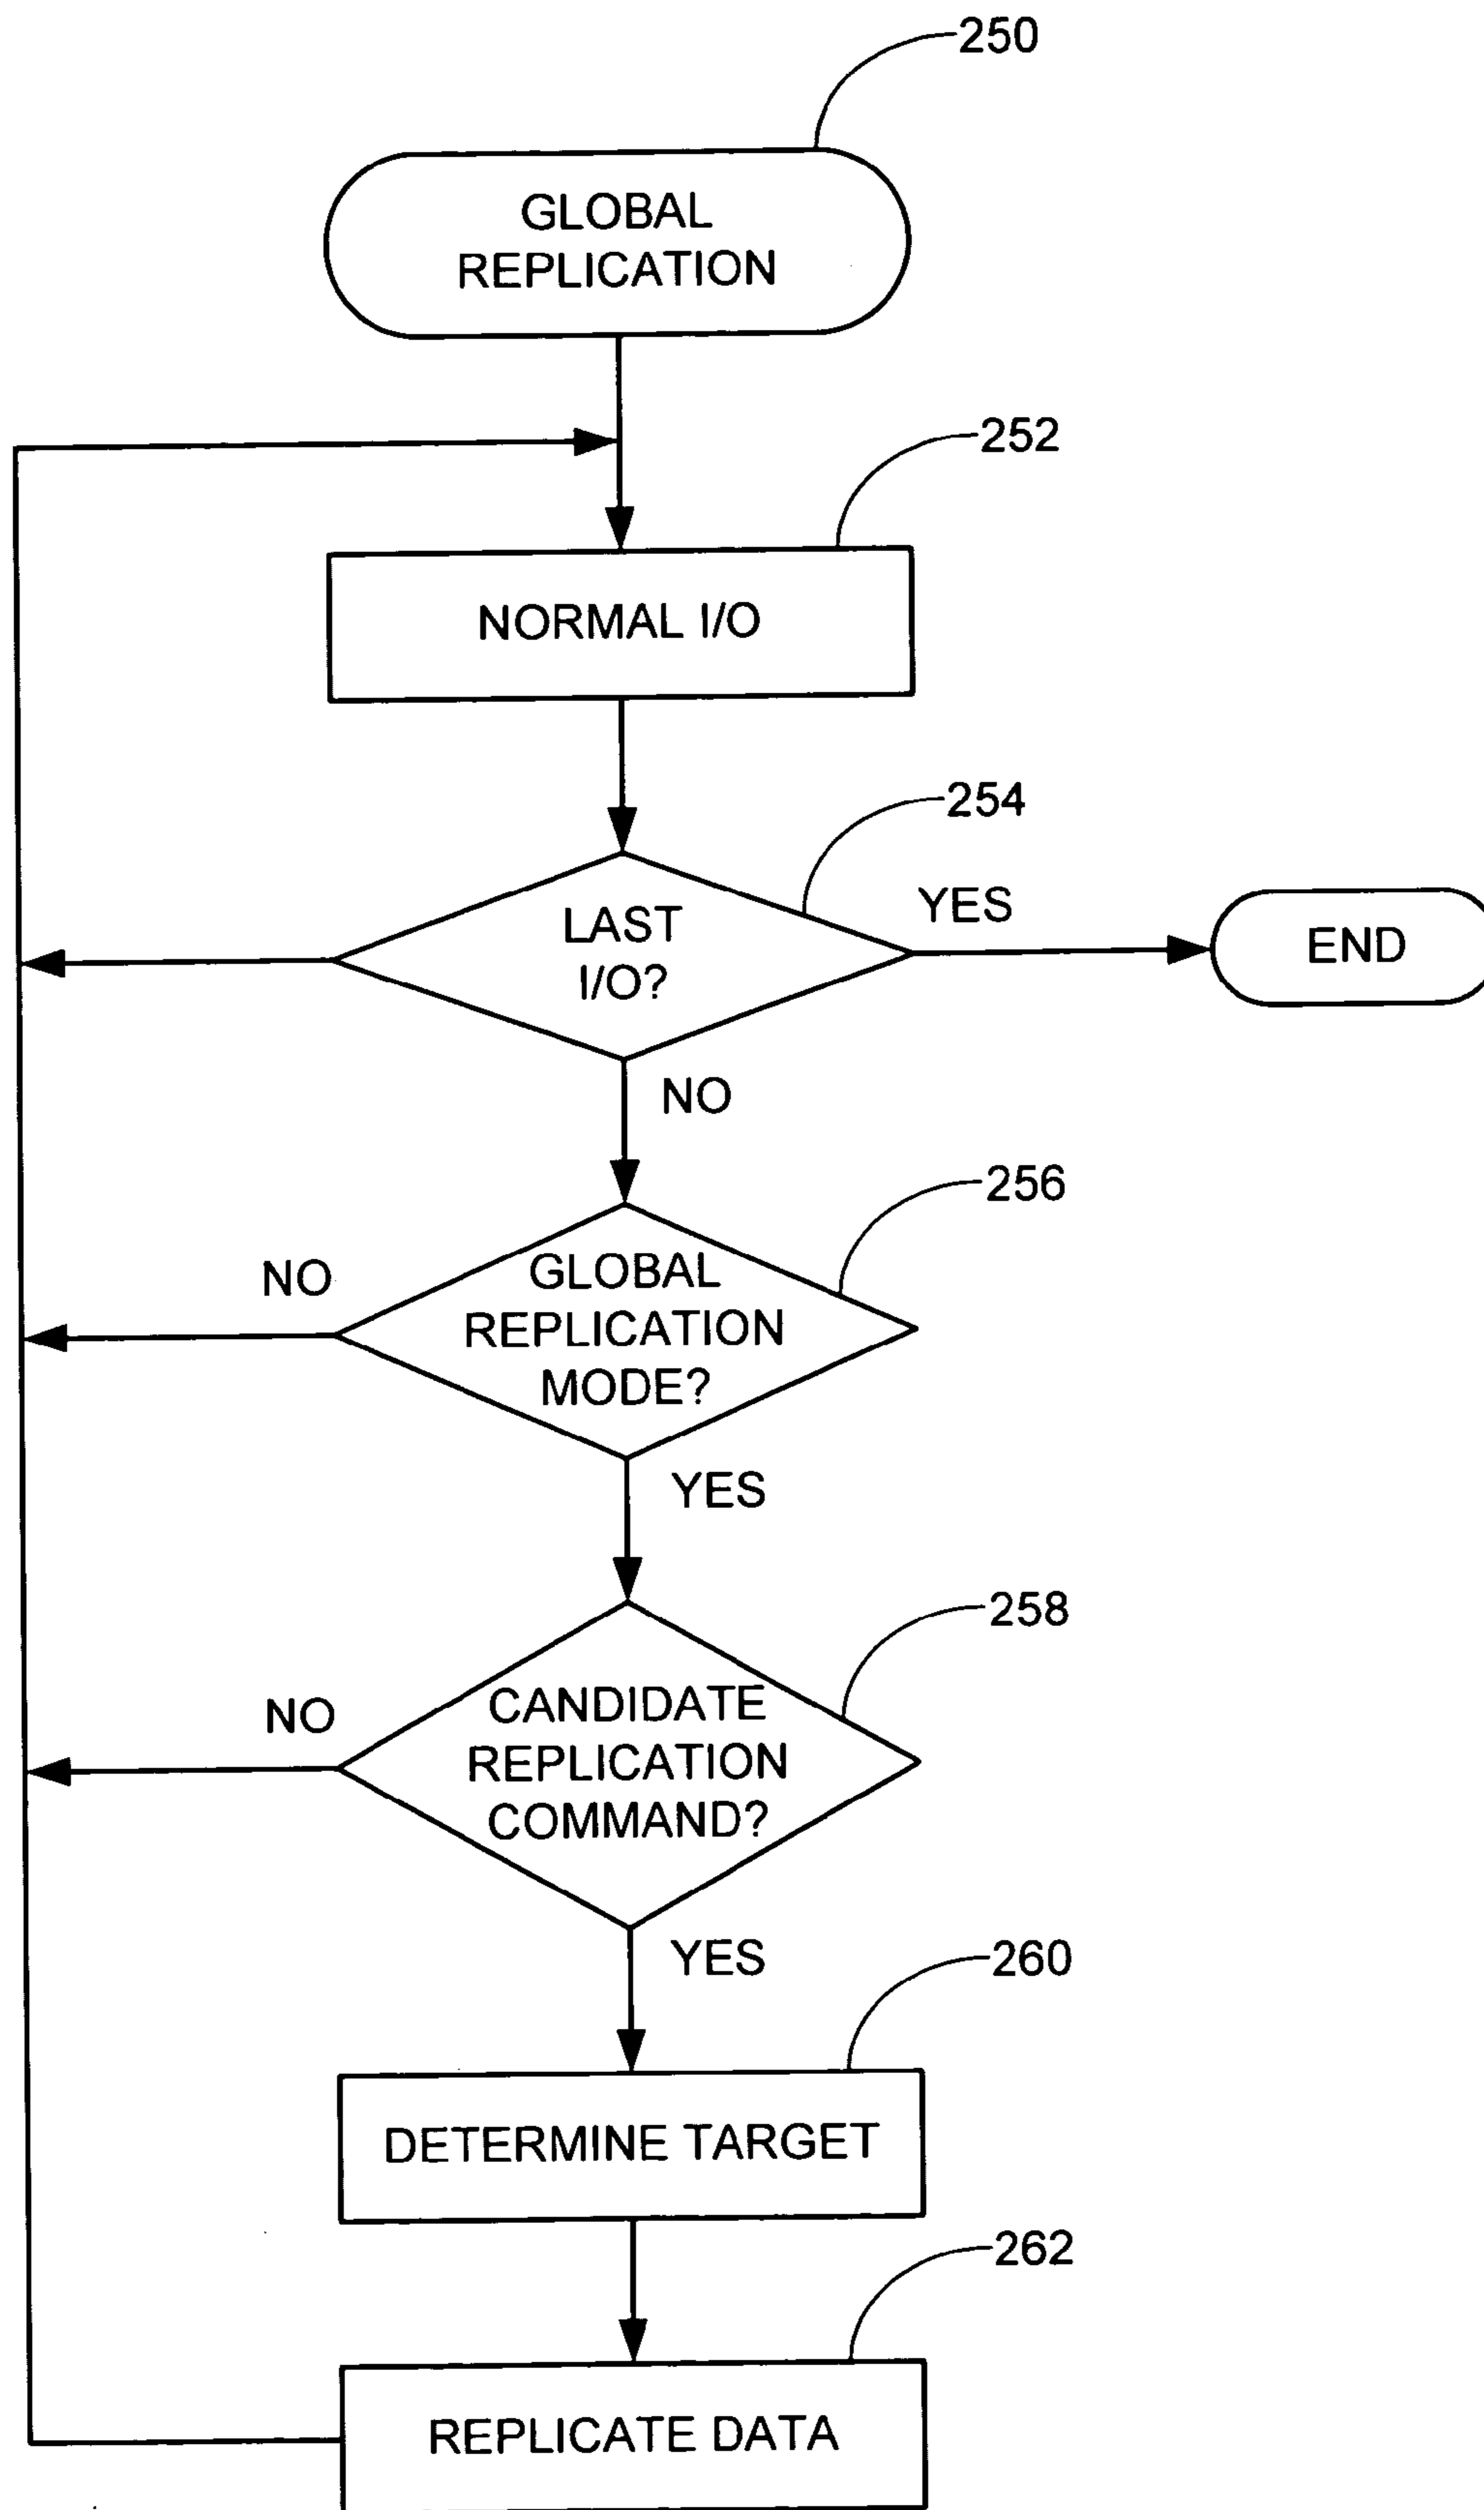 250
GLOBAL
REPLICATION
252
NORMAL I/O
254
LAST
I/O?
YES
END
NO
256
GLOBAL
REPLICATION
MODE?
NO
YES
258
CANDIDATE
REPLICATION
COMMAND?
NO
YES
260
DETERMINE TARGET
262
REPLICATE DATA